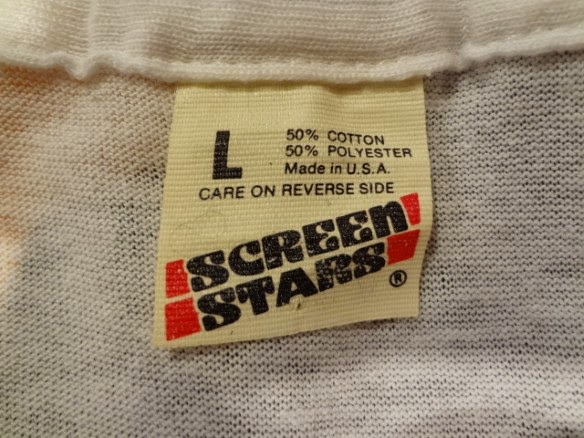 L
50% COTTON
50% POLYESTER
Made in U.S.A.
CARE ON REVERSE SIDE
SCREEN
STARS®